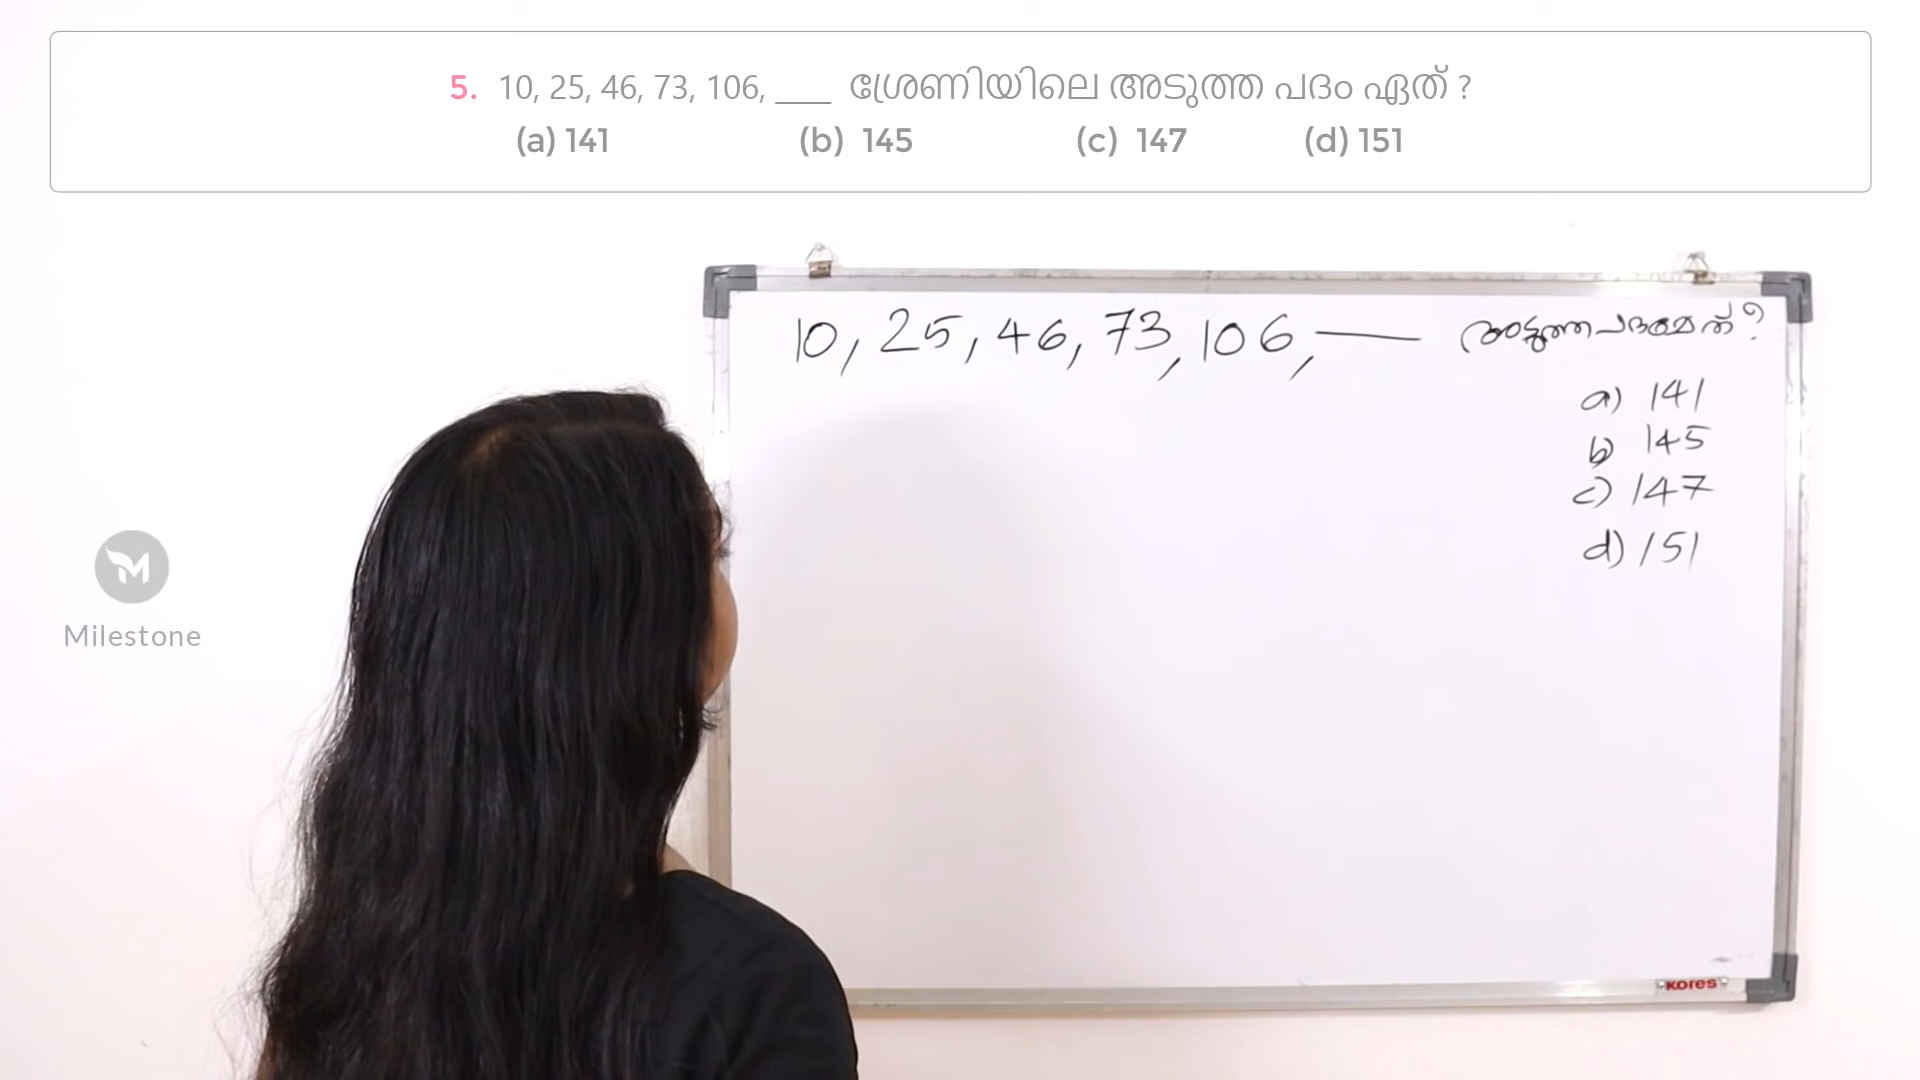 5. 10, 25, 46, 73, 106, ___ ശ്രേണിയിലെ അടുത്ത പദം ഏത് ?
(a) 141 (b) 145 (c) 147 (d) 151
10, 25, 46, 73, 106, — അടുത്ത പദമേത് ?
a) 141
b) 145
c) 147
d) 151
Milestone
kores